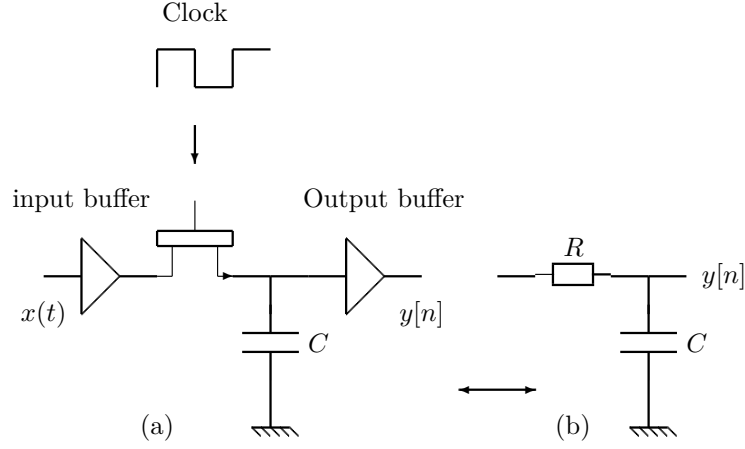 Clock
input buffer
Output buffer
R
x(t)
y[n]
y[n]
C
C
(a)
(b)